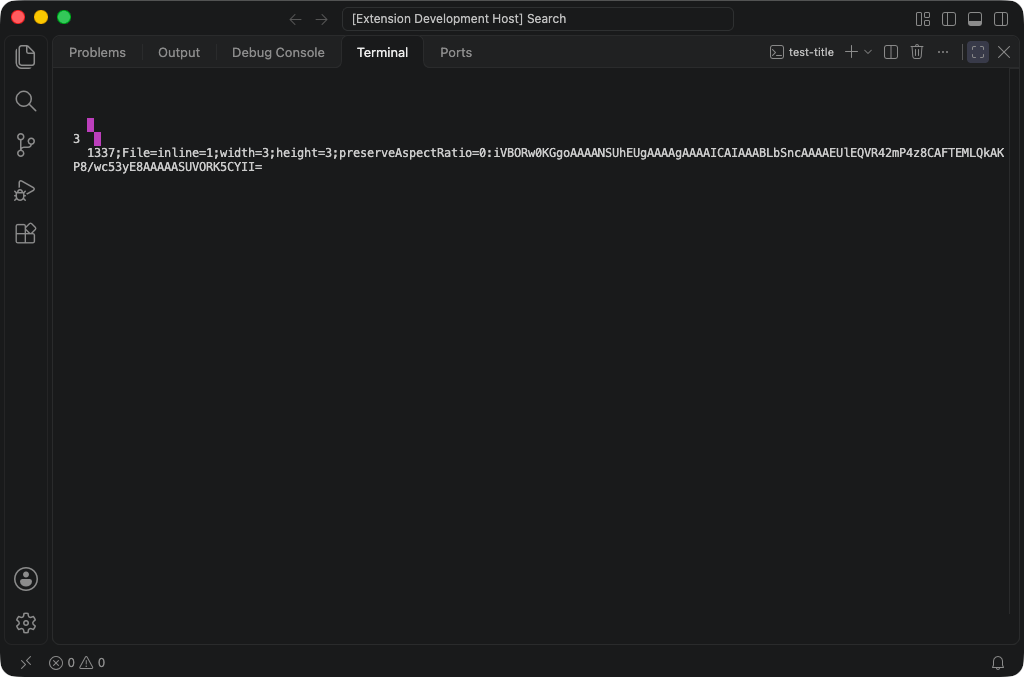 [Extension Development Host] Search
Problems Output Debug Console Terminal Ports test-title
3
1337;File=inline=1;width=3;height=3;preserveAspectRatio=0:iVBORw0KGgoAAAANSUhEUgAAAAgAAAAICAIAAABLbSncAAAAEUlEQVR42mP4z8CAFTEMLQkAK
P8/wc53yE8AAAAASUVORK5CYII=
0 0